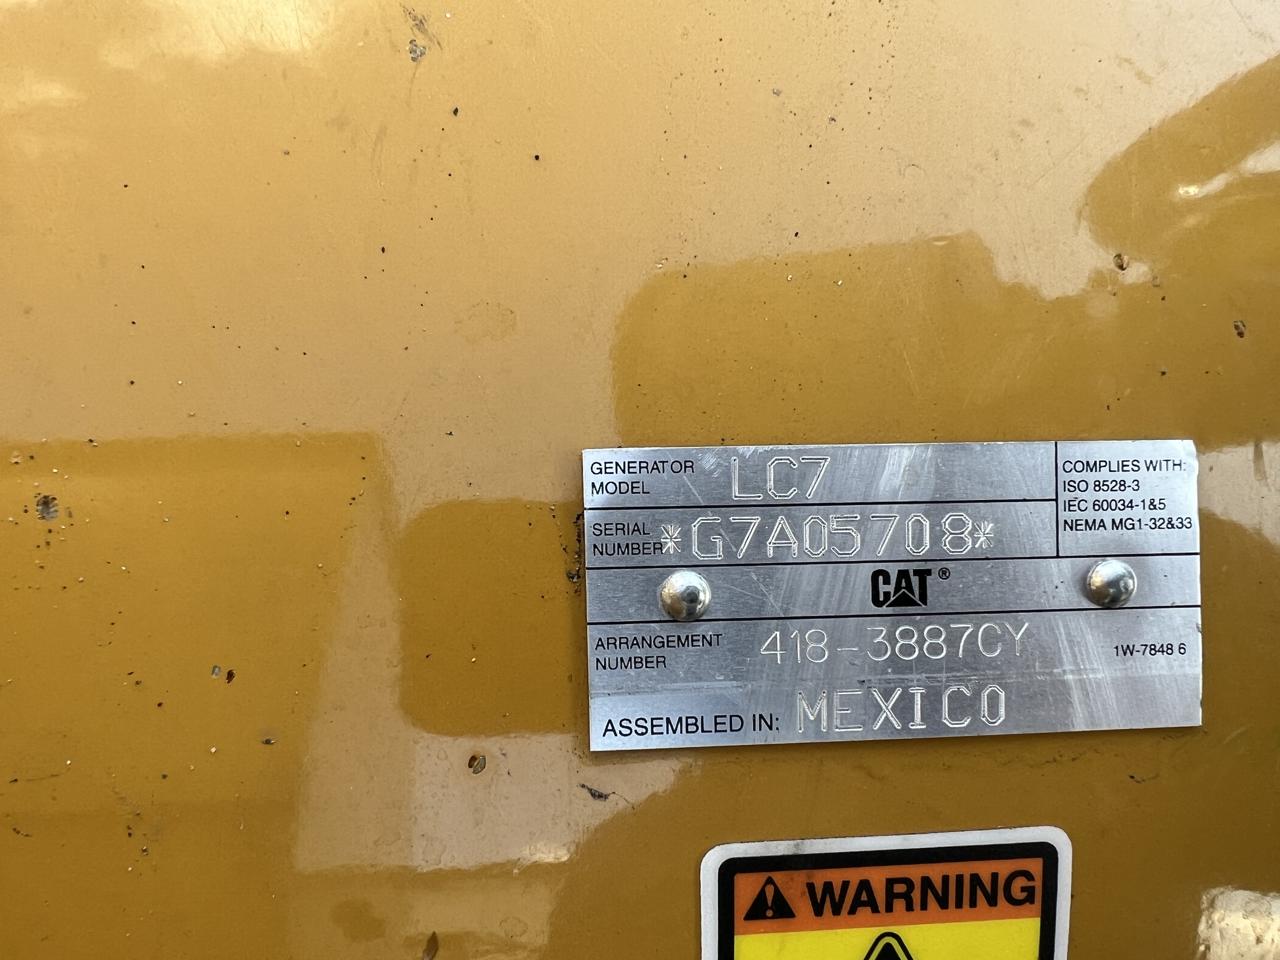 GENERATOR MODEL LC7
COMPLIES WITH:
ISO 8528-3
IEC 60034-1&5
NEMA MG1-32&33
SERIAL NUMBER *G7A05708*
CAT®
ARRANGEMENT NUMBER 418-3887CY
1W-7848 6
ASSEMBLED IN: MEXICO
WARNING